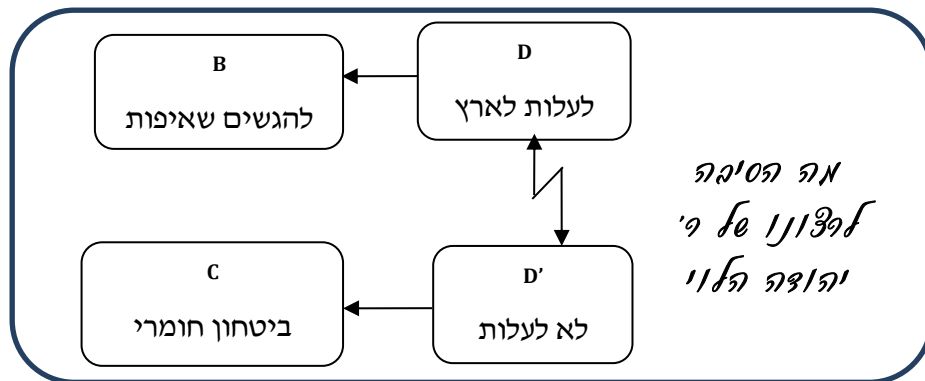 D
לעלות לארץ
B
להגשים שאיפות
מה הסיבה
לרצונו של ר'
יהודה הלוי
D’
לא לעלות
C
ביטחון חומרי